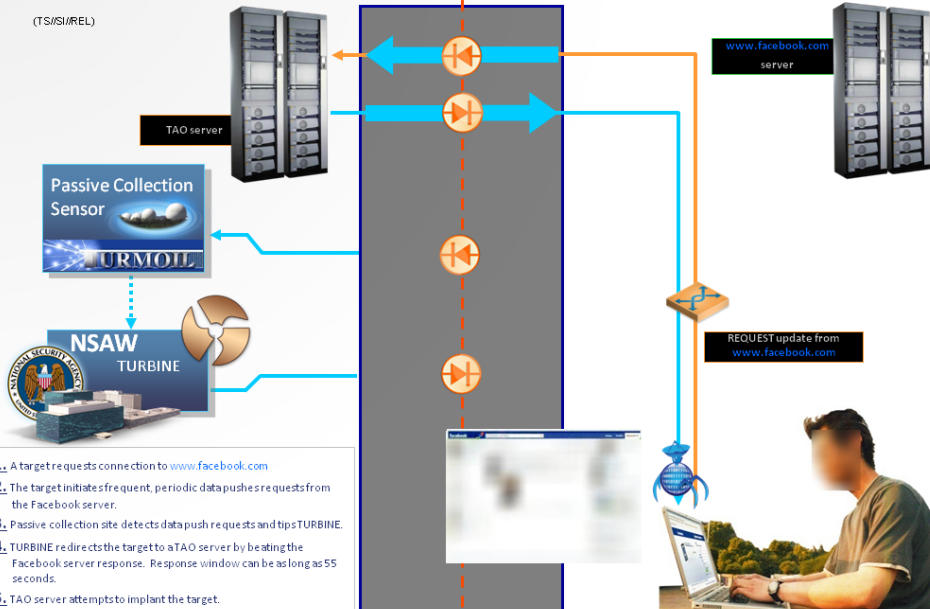 (TS//SI//REL)
www.facebook.com
server
TAO server
Passive Collection
Sensor
TURMOIL
REQUEST update from
www.facebook.com
NSAW
TURBINE
NATIONAL SECURITY AGENCY
facebook
A target requests connection to www.facebook.com
The target initiates frequent, periodic data pushes requests from
the Facebook server.
Passive collection site detects data push requests and tips TURBINE.
TURBINE redirects the target to a TAO server by beating the
Facebook server response. Response window can be as long as 55
seconds.
TAO server attempts to implant the target.